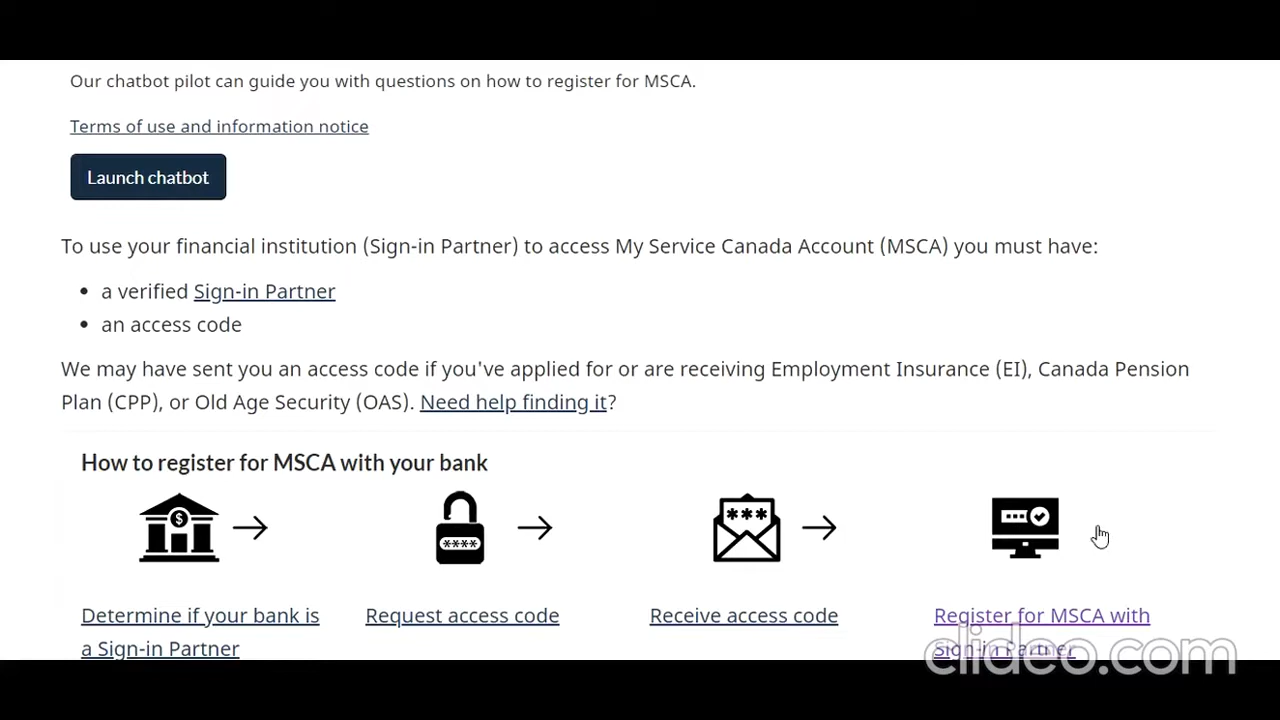 Our chatbot pilot can guide you with questions on how to register for MSCA.
Terms of use and information notice
Launch chatbot
To use your financial institution (Sign-in Partner) to access My Service Canada Account (MSCA) you must have:
• a verified Sign-in Partner
• an access code
We may have sent you an access code if you've applied for or are receiving Employment Insurance (EI), Canada Pension
Plan (CPP), or Old Age Security (OAS). Need help finding it?
How to register for MSCA with your bank
$
****
***
Determine if your bank is
a Sign-in Partner
Request access code
Receive access code
Register for MSCA with
Sign-in Partner
clideo.com